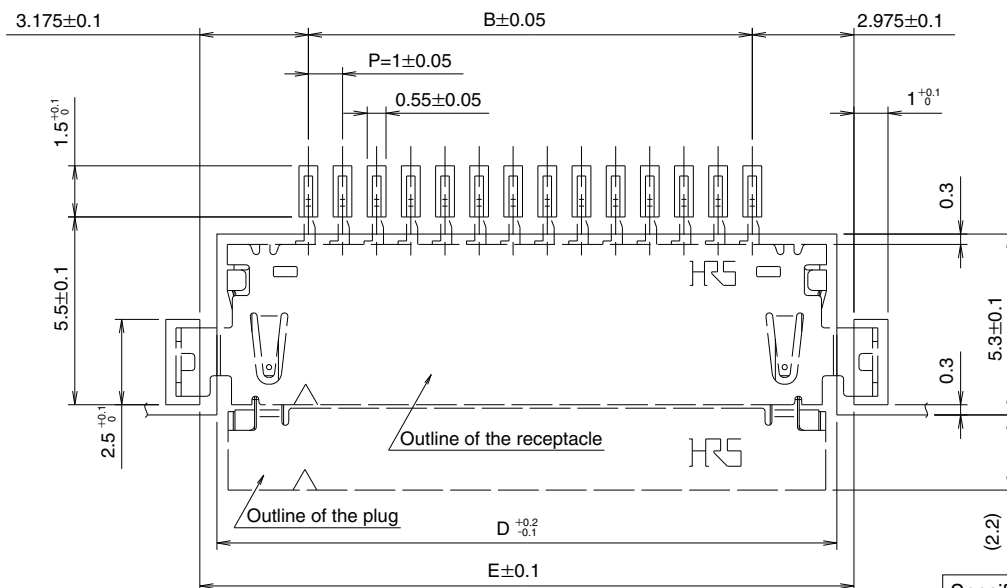 3.175±0.1
B±0.05
2.975±0.1
P=1±0.05
0.55±0.05
1 +0.1 0
1.5 +0.1 0
0.3
HRS
5.5±0.1
5.3±0.1
0.3
2.5 +0.1 0
Outline of the receptacle
HRS
Outline of the plug
D +0.2 -0.1
(2.2)
E±0.1